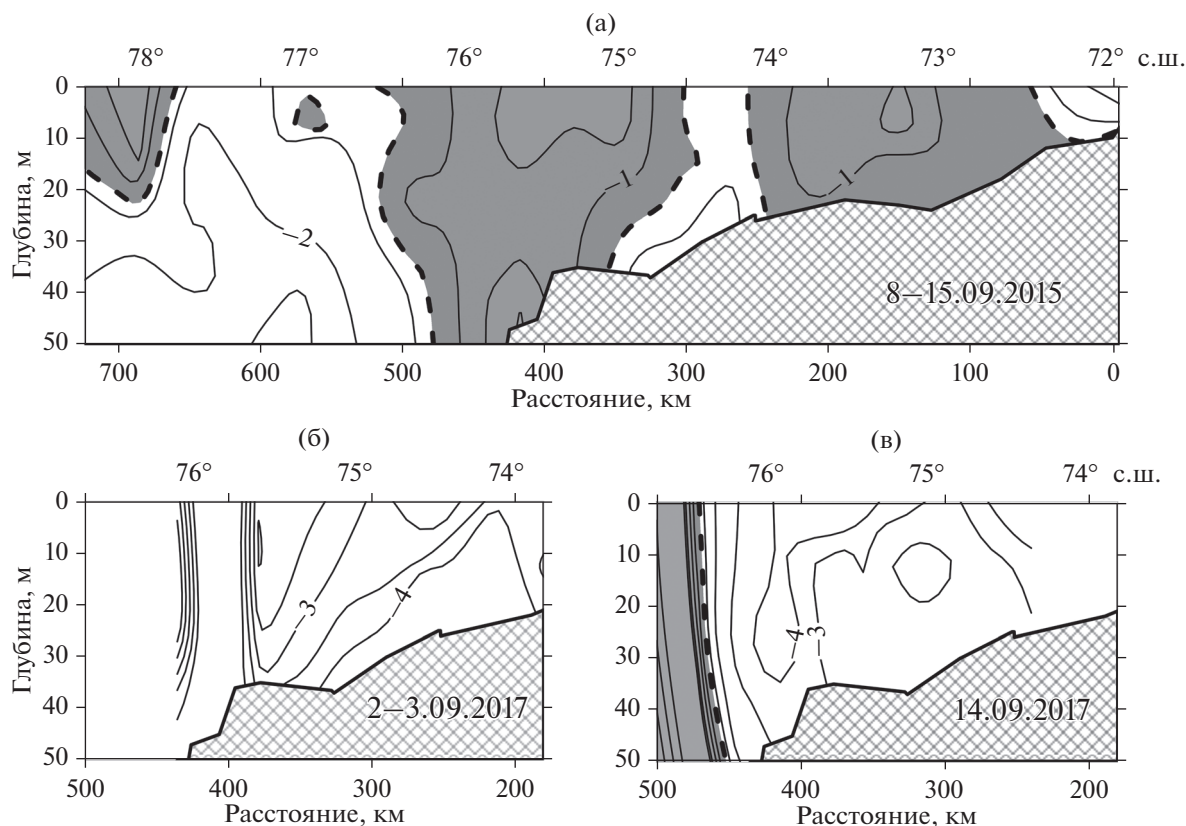 (а)
78° 77° 76° 75° 74° 73° 72° с.ш.
0
10
20
30
40
50
Глубина, м
–2
1
1
8–15.09.2015
700 600 500 400 300 200 100 0
Расстояние, км
(б)
76° 75° 74°
0
10
20
30
40
50
Глубина, м
–3
–4
2–3.09.2017
500 400 300 200
Расстояние, км
(в)
76° 75° 74° с.ш.
0
10
20
30
40
50
–4
–3
14.09.2017
500 400 300 200
Расстояние, км